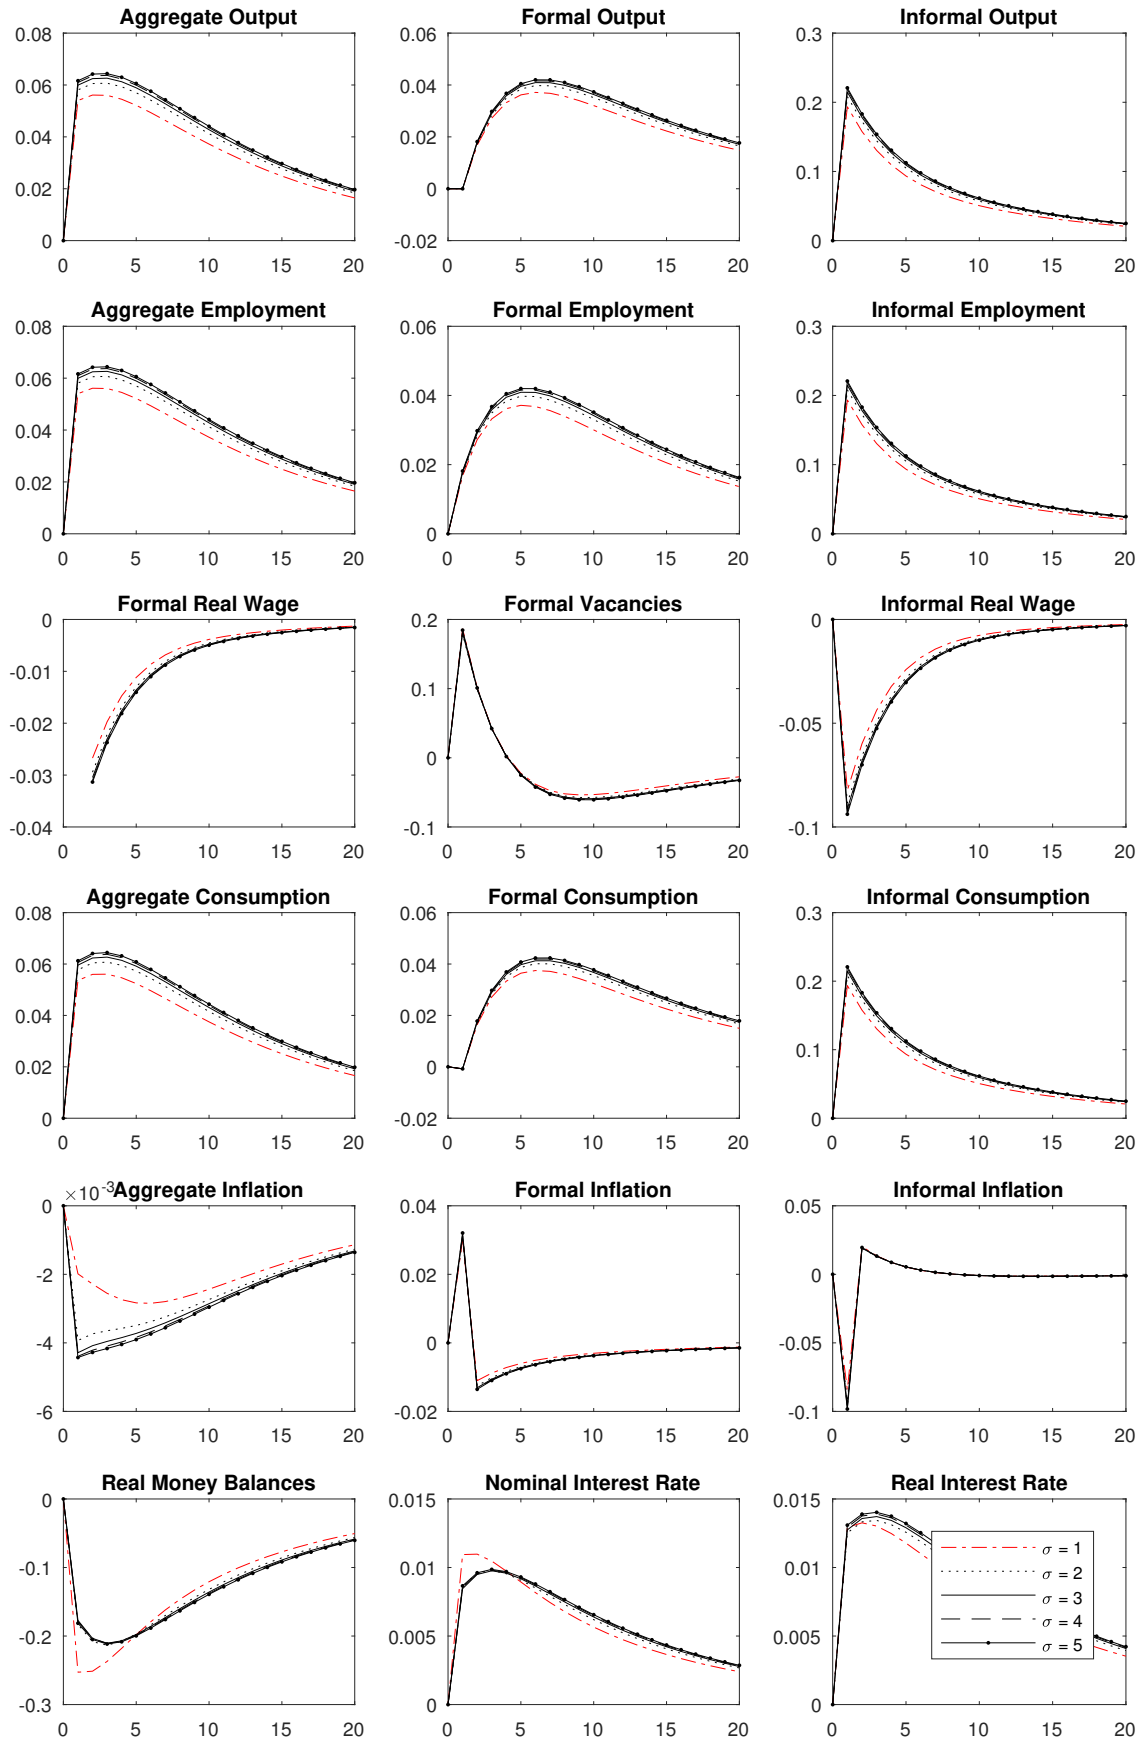 Aggregate Output
Formal Output
Informal Output
0.08
0.06
0.04
0.02
0
0 5 10 15 20
0.06
0.04
0.02
0
-0.02
0 5 10 15 20
0.3
0.2
0.1
0
0 5 10 15 20
Aggregate Employment
Formal Employment
Informal Employment
0.08
0.06
0.04
0.02
0
0 5 10 15 20
0.06
0.04
0.02
0
0 5 10 15 20
0.3
0.2
0.1
0
0 5 10 15 20
Formal Real Wage
Formal Vacancies
Informal Real Wage
0
-0.01
-0.02
-0.03
-0.04
0 5 10 15 20
0.2
0.1
0
-0.1
0 5 10 15 20
0
-0.05
-0.1
0 5 10 15 20
Aggregate Consumption
Formal Consumption
Informal Consumption
0.08
0.06
0.04
0.02
0
0 5 10 15 20
0.06
0.04
0.02
0
-0.02
0 5 10 15 20
0.3
0.2
0.1
0
0 5 10 15 20
×10⁻³ Aggregate Inflation
Formal Inflation
Informal Inflation
0
-2
-4
-6
0 5 10 15 20
0.04
0.02
0
-0.02
0 5 10 15 20
0.05
0
-0.05
-0.1
0 5 10 15 20
Real Money Balances
Nominal Interest Rate
Real Interest Rate
0
-0.1
-0.2
-0.3
0 5 10 15 20
0.015
0.01
0.005
0
0 5 10 15 20
0.015
0.01
0.005
0
0 5 10 15 20
σ = 1
σ = 2
σ = 3
σ = 4
σ = 5